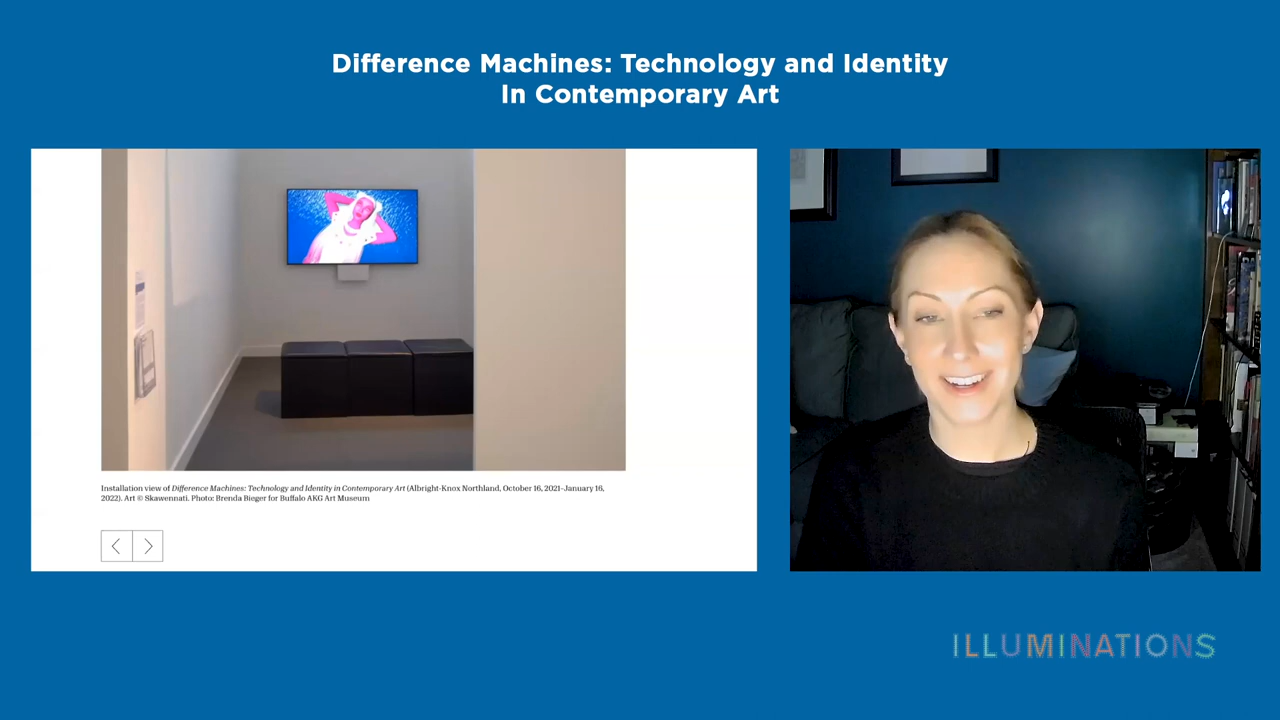 Difference Machines: Technology and Identity
In Contemporary Art
Installation view of Difference Machines: Technology and Identity in Contemporary Art (Albright-Knox Northland, October 16, 2021–January 16,
2022). Art © Skawennati. Photo: Brenda Bieger for Buffalo AKG Art Museum
ILLUMINATIONS